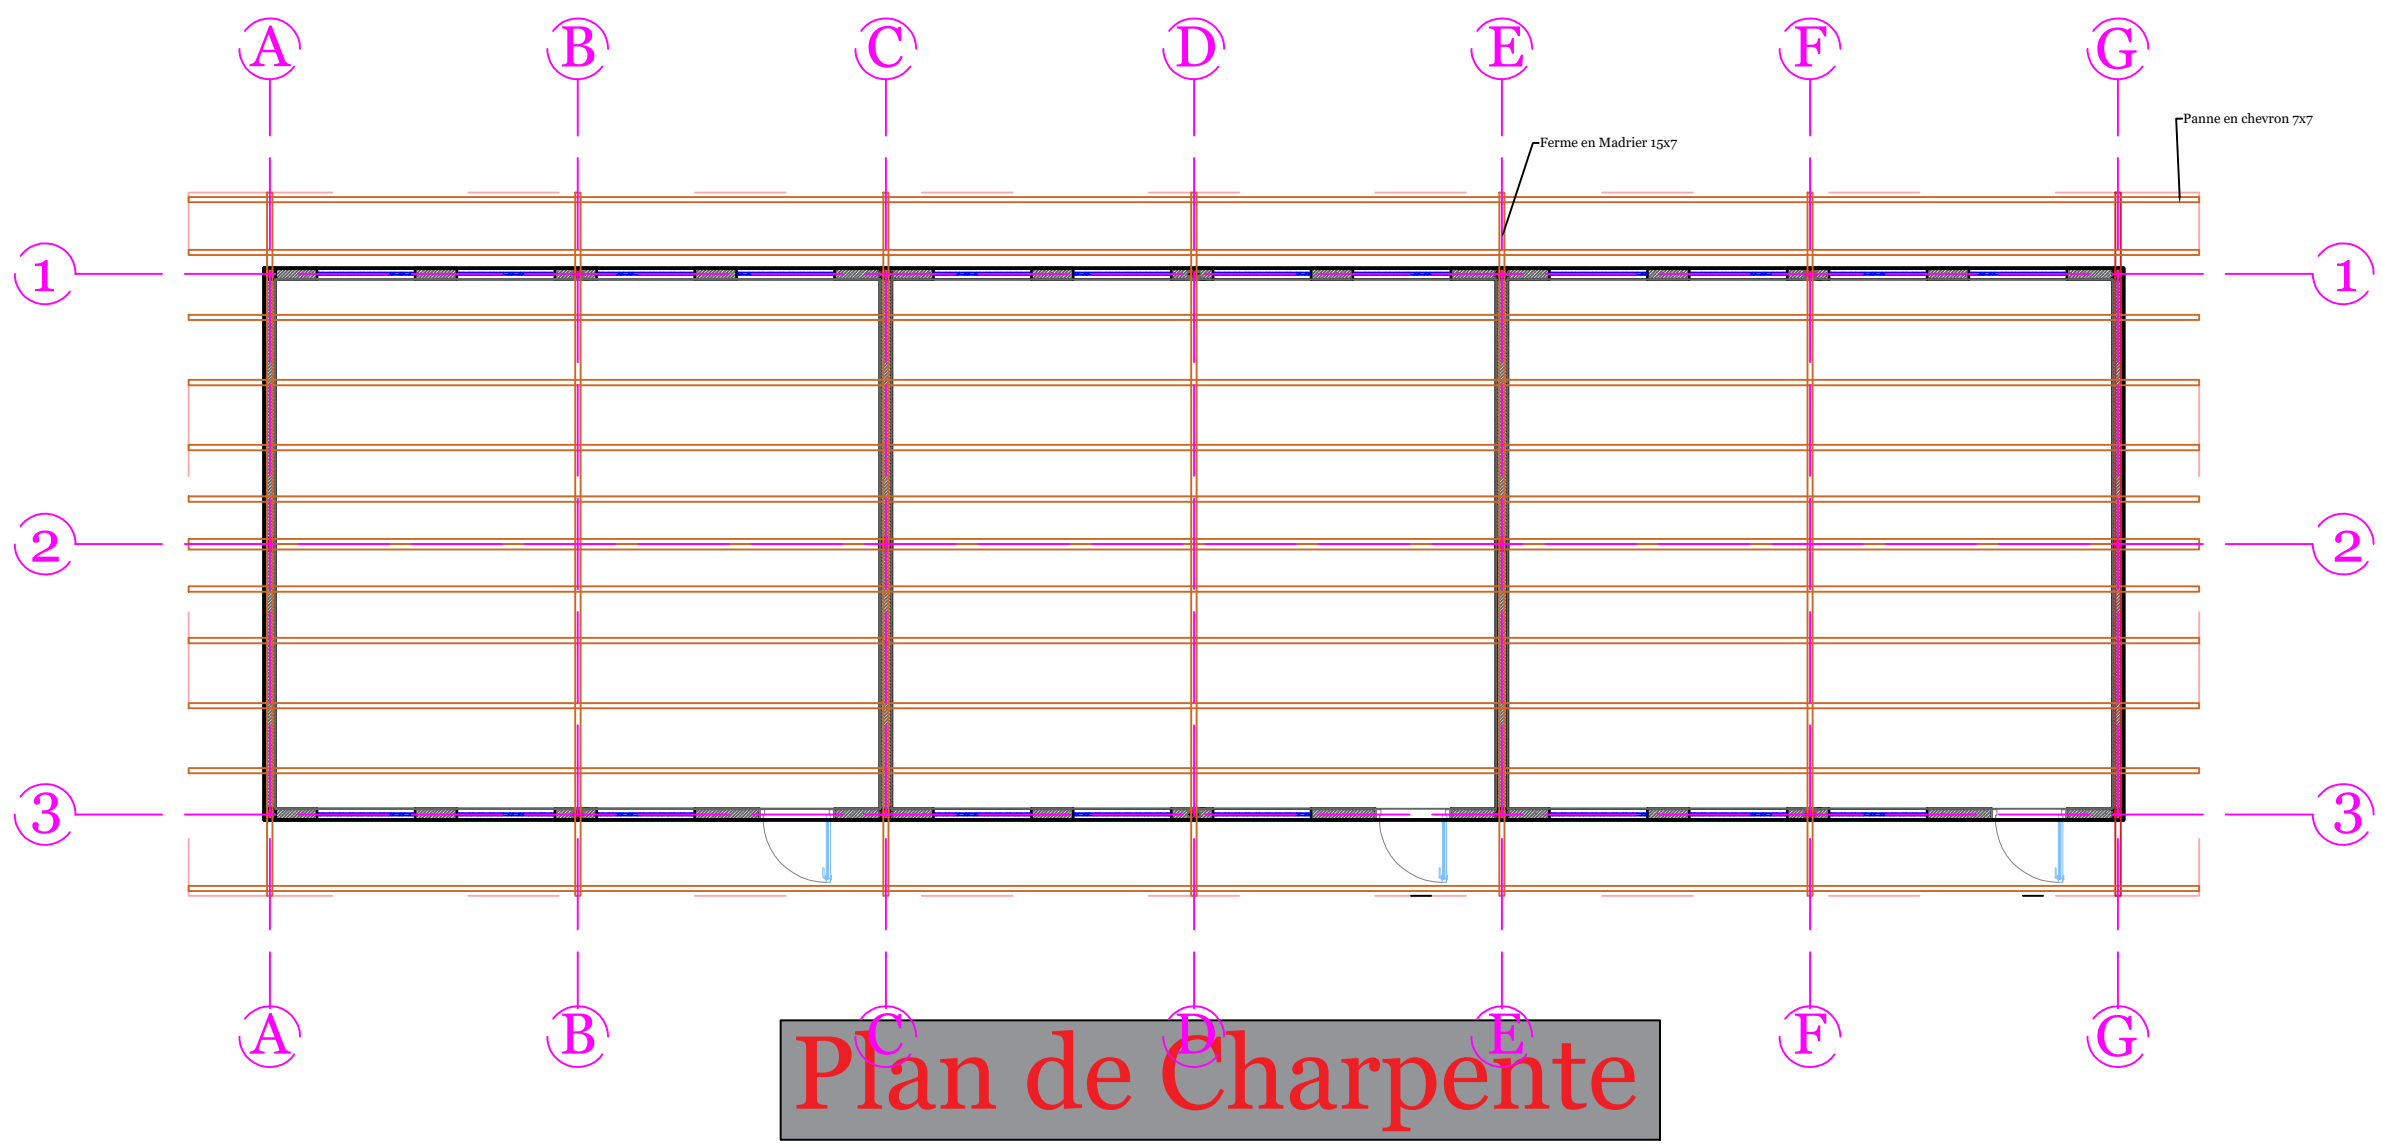 A B C D E F G
Panne en chevron 7x7
Ferme en Madrier 15x7
1 1
2 2
3 3
A B C D E F G
Plan de Charpente